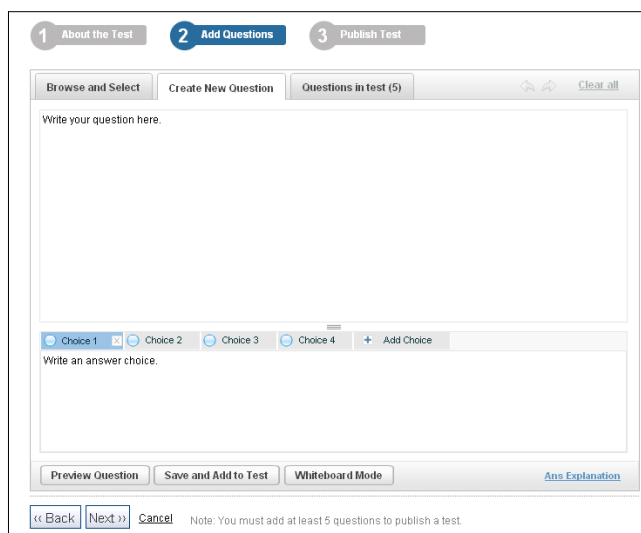 1 About the Test 2 Add Questions 3 Publish Test
Browse and Select Create New Question Questions in test (5) Clear all
Write your question here.
Choice 1 Choice 2 Choice 3 Choice 4 + Add Choice
Write an answer choice.
Preview Question Save and Add to Test Whiteboard Mode Ans Explanation
‹‹ Back Next ›› Cancel Note: You must add at least 5 questions to publish a test.